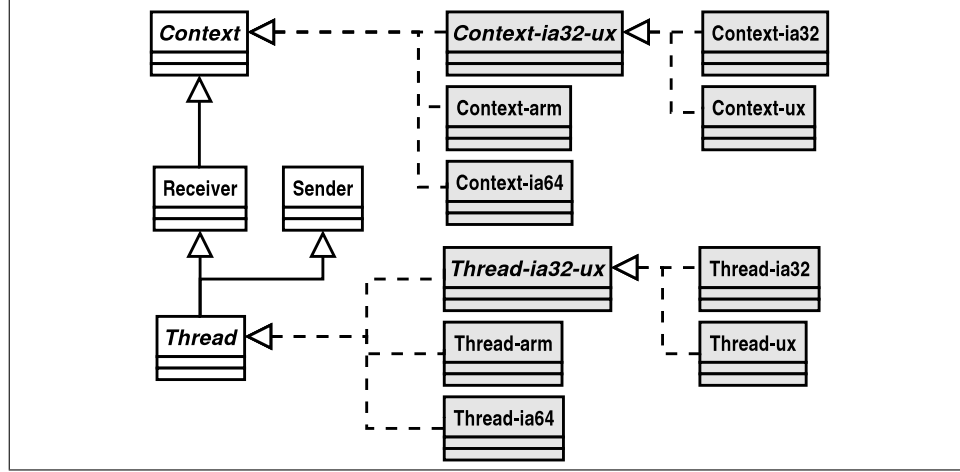 Context
Context-ia32-ux
Context-ia32
Context-arm
Context-ux
Context-ia64
Receiver
Sender
Thread-ia32-ux
Thread-ia32
Thread
Thread-arm
Thread-ux
Thread-ia64